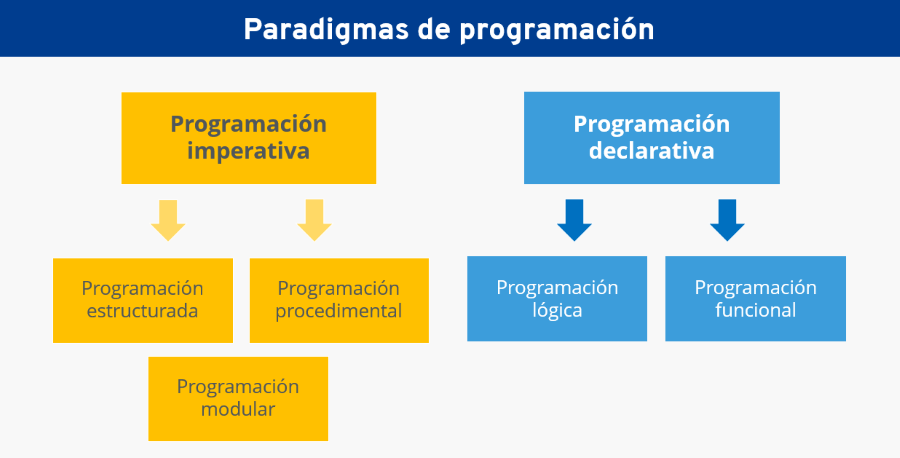 Paradigmas de programación
Programación
imperativa
Programación
declarativa
Programación
estructurada
Programación
procedimental
Programación
lógica
Programación
funcional
Programación
modular